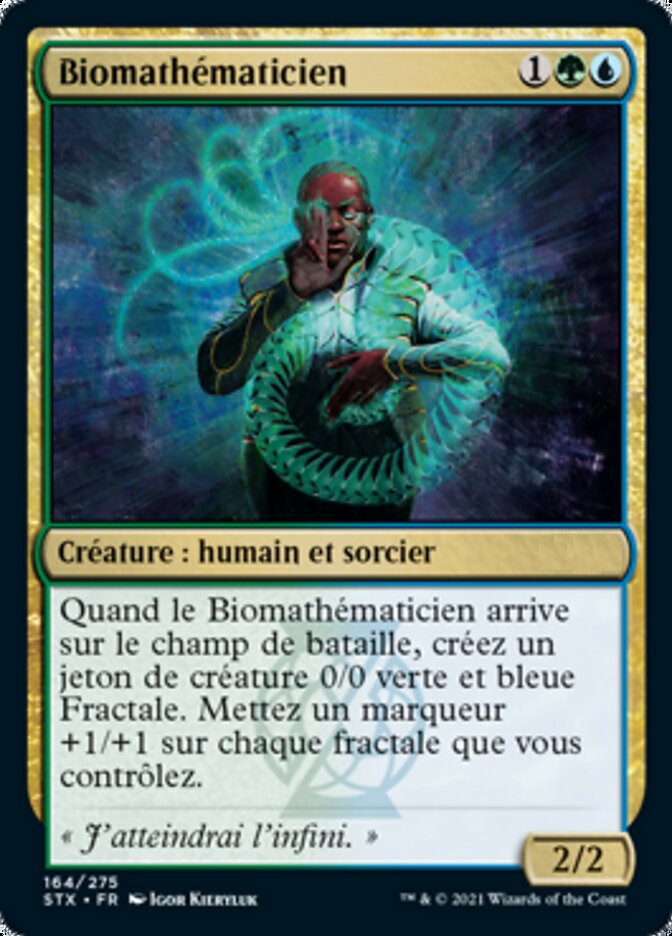 Biomathématicien 1
Créature : humain et sorcier
Quand le Biomathématicien arrive
sur le champ de bataille, créez un
jeton de créature 0/0 verte et bleue
Fractale. Mettez un marqueur
+1/+1 sur chaque fractale que vous
contrôlez.
« J'atteindrai l'infini. »
2/2
164/275
STX • FR Igor Kieryluk
™ & © 2021 Wizards of the Coast